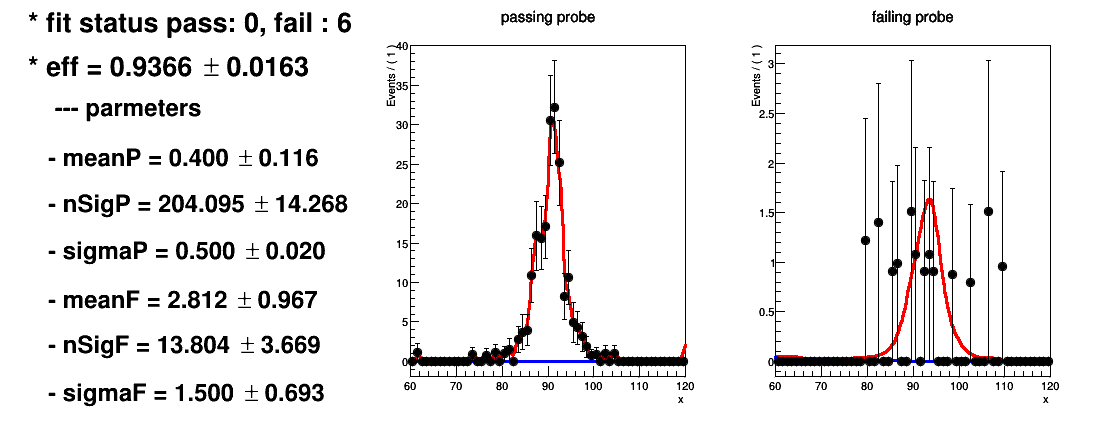 * fit status pass: 0, fail : 6
* eff = 0.9366 ± 0.0163
--- parmeters
- meanP = 0.400 ± 0.116
- nSigP = 204.095 ± 14.268
- sigmaP = 0.500 ± 0.020
- meanF = 2.812 ± 0.967
- nSigF = 13.804 ± 3.669
- sigmaF = 1.500 ± 0.693
passing probe
Events / ( 1 )
40
35
30
25
20
15
10
5
0
60 70 80 90 100 110 120
x
failing probe
Events / ( 1 )
3
2.5
2
1.5
1
0.5
0
60 70 80 90 100 110 120
x